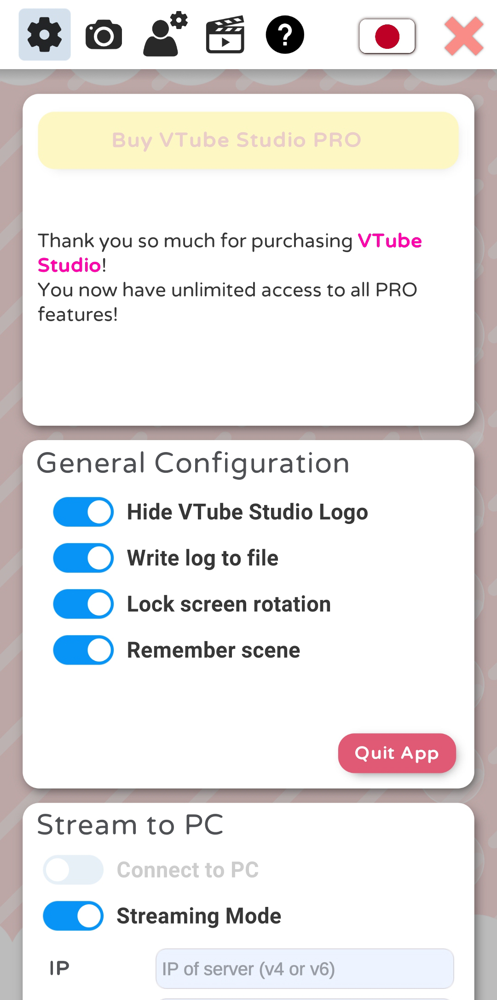 Buy VTube Studio PRO
Thank you so much for purchasing VTube
Studio!
You now have unlimited access to all PRO
features!
General Configuration
Hide VTube Studio Logo
Write log to file
Lock screen rotation
Remember scene
Quit App
Stream to PC
Connect to PC
Streaming Mode
IP
IP of server (v4 or v6)